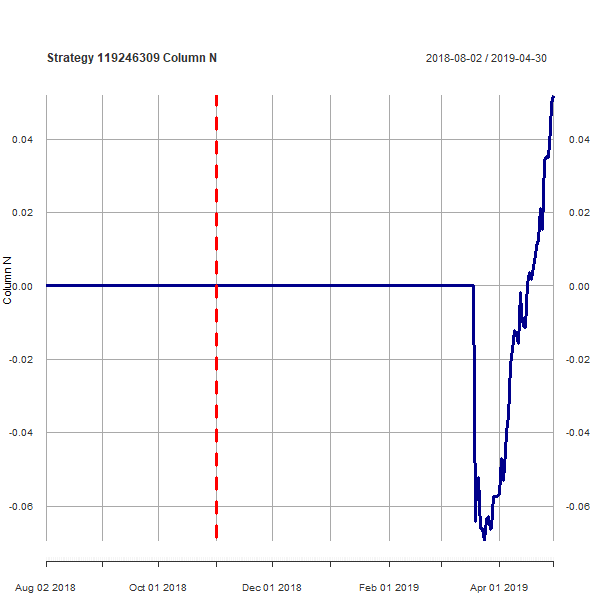 Strategy 119246309 Column N
2018-08-02 / 2019-04-30
0.04
0.04
0.02
0.02
0.00
0.00
-0.02
-0.02
-0.04
-0.04
-0.06
-0.06
Column N
Aug 02 2018
Oct 01 2018
Dec 01 2018
Feb 01 2019
Apr 01 2019